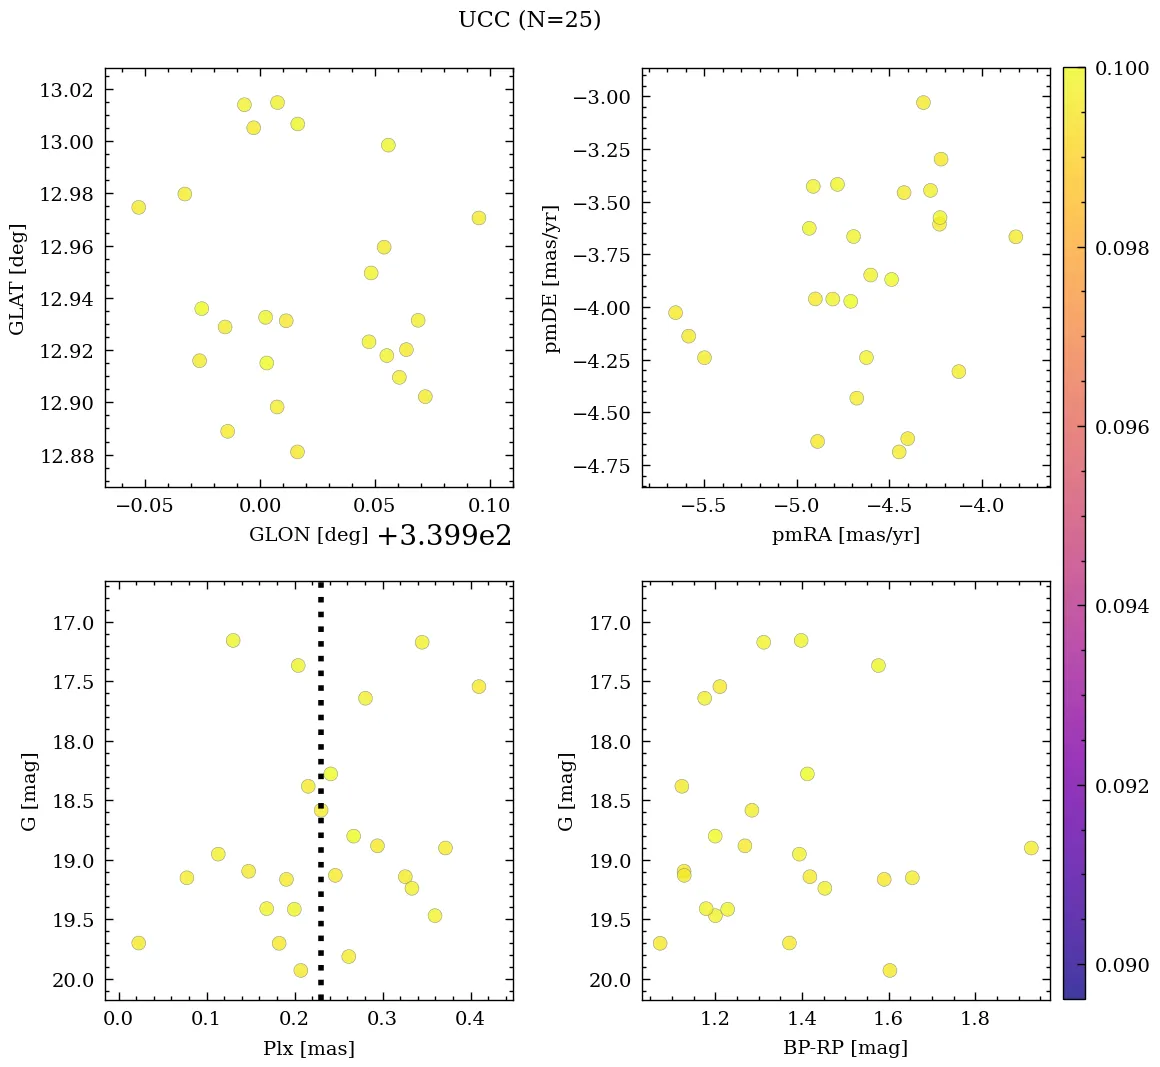 UCC (N=25)
13.02
13.00
12.98
12.96
12.94
12.92
12.90
12.88
GLAT [deg]
−0.05 0.00 0.05 0.10
GLON [deg] +3.399e2
−3.00
−3.25
−3.50
−3.75
−4.00
−4.25
−4.50
−4.75
pmDE [mas/yr]
−5.5 −5.0 −4.5 −4.0
pmRA [mas/yr]
0.100
0.098
0.096
0.094
0.092
0.090
17.0
17.5
18.0
18.5
19.0
19.5
20.0
G [mag]
0.0 0.1 0.2 0.3 0.4
Plx [mas]
17.0
17.5
18.0
18.5
19.0
19.5
20.0
G [mag]
1.2 1.4 1.6 1.8
BP-RP [mag]